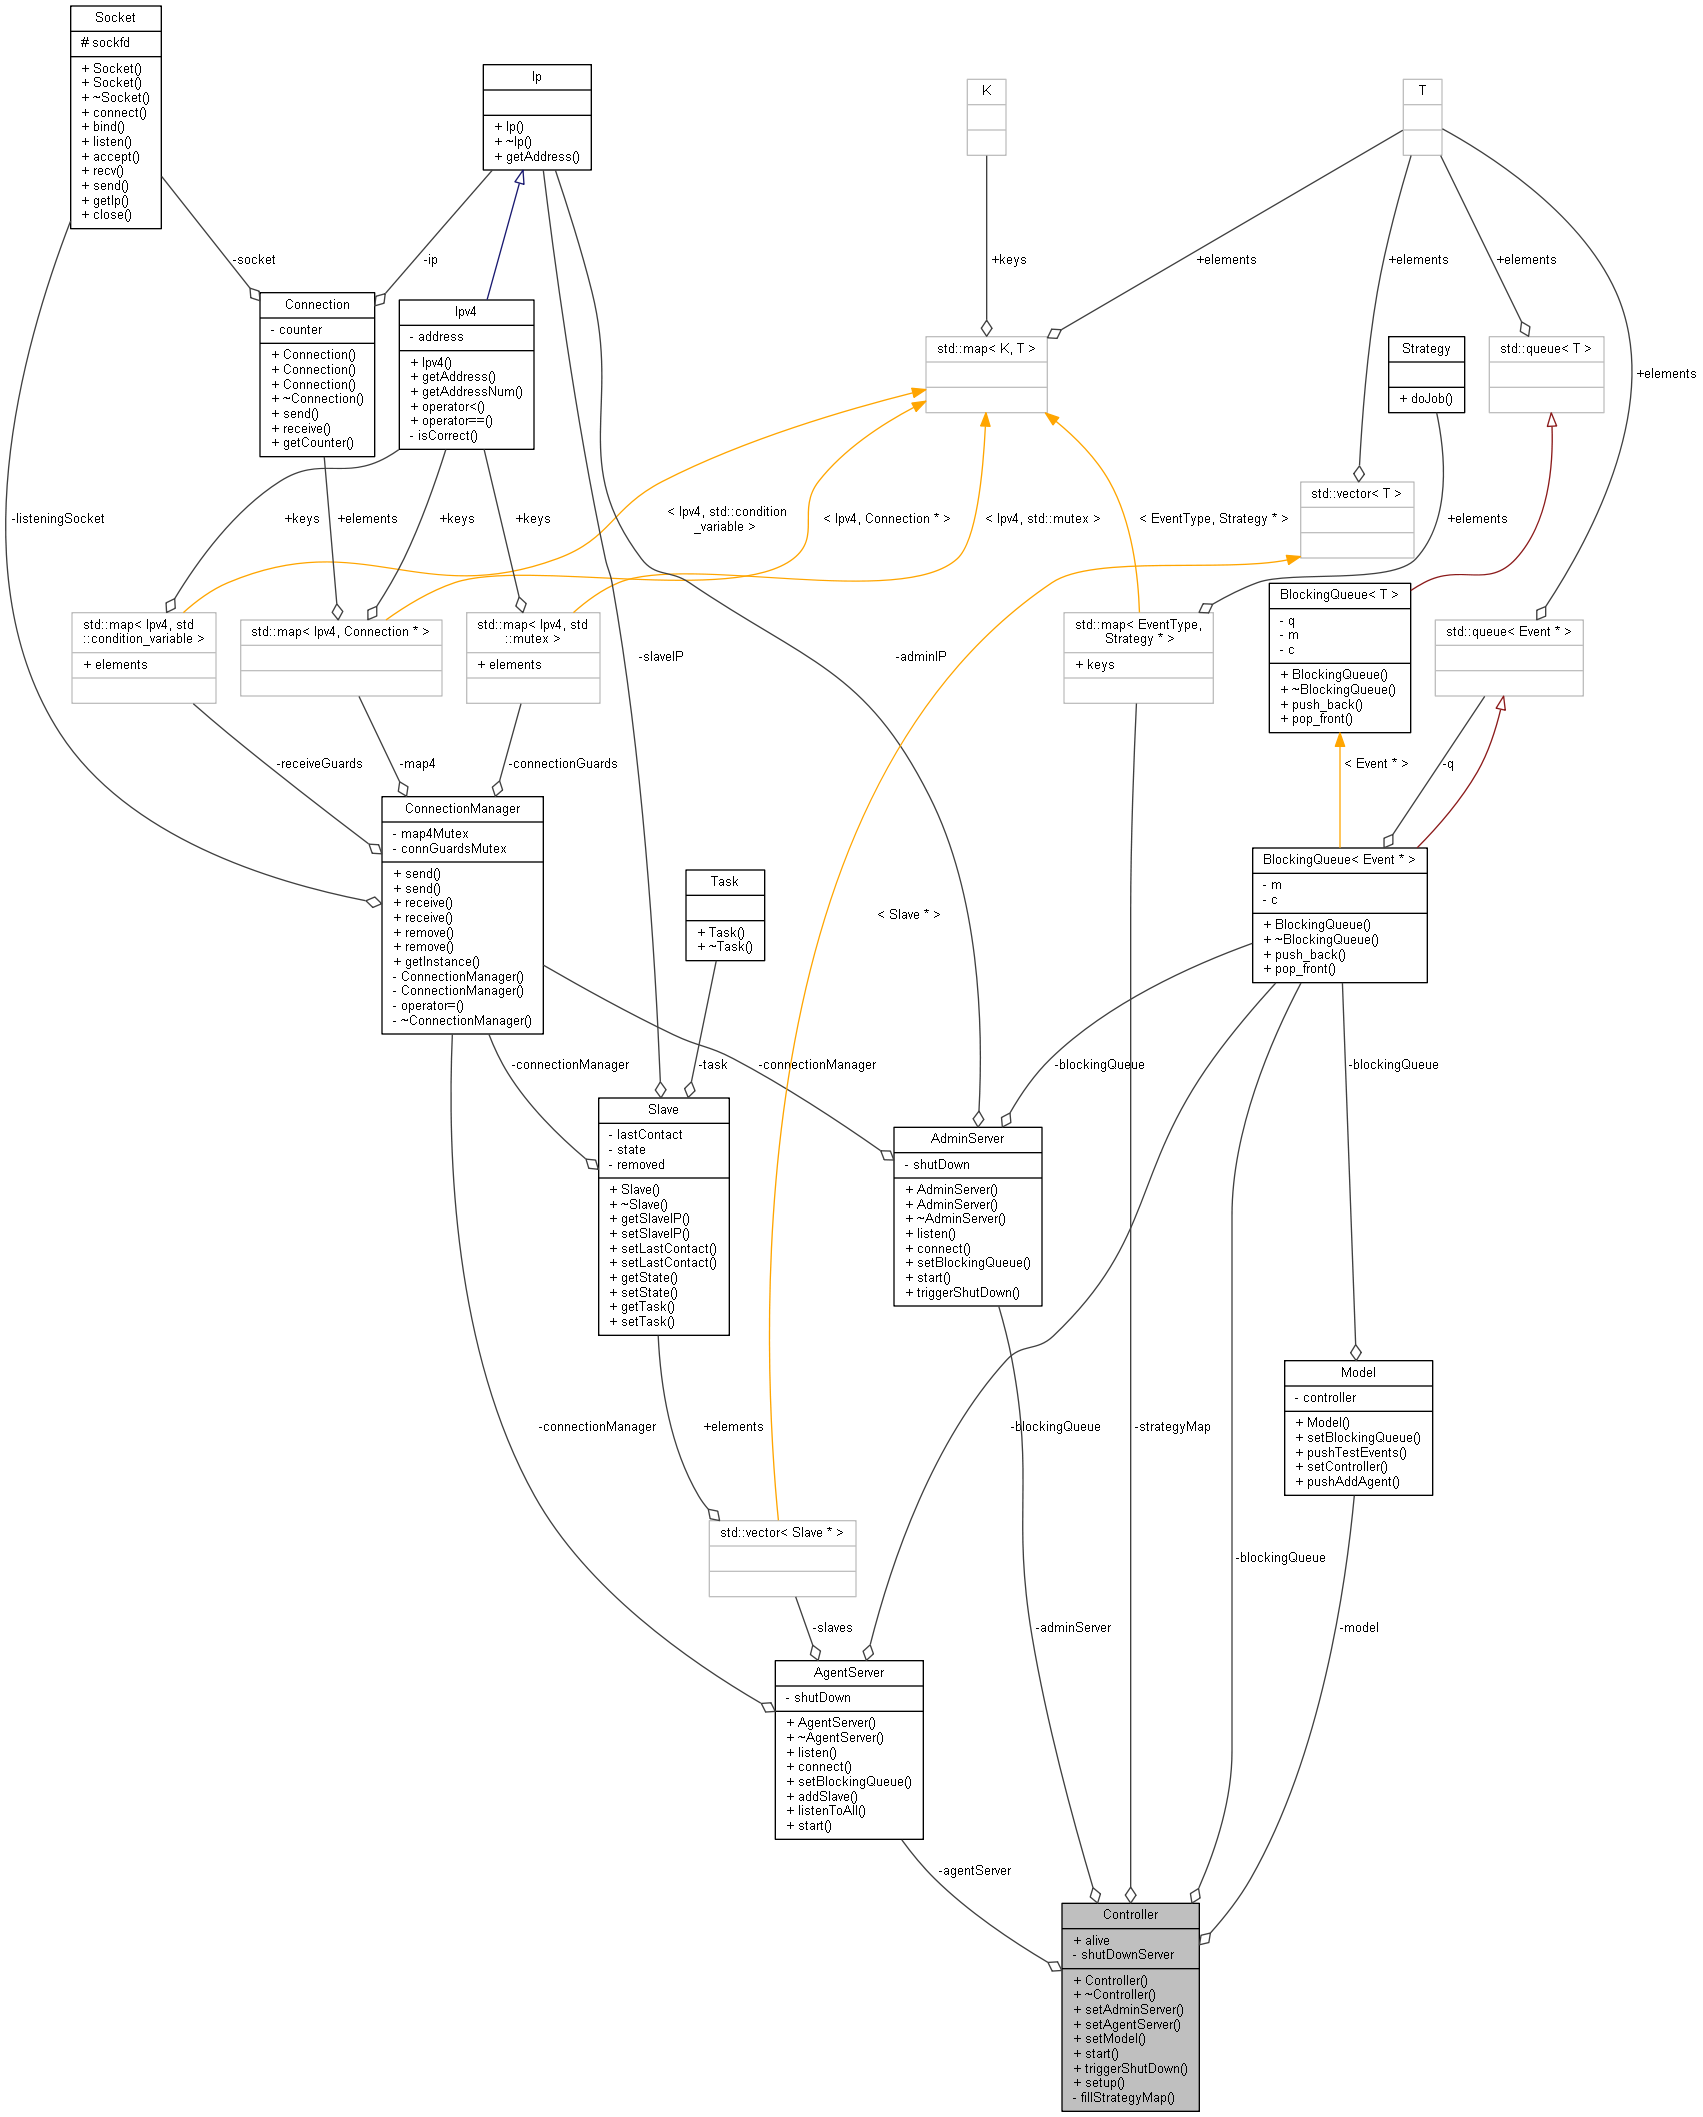 Socket
# sockfd
+ Socket()
+ Socket()
+ ~Socket()
+ connect()
+ bind()
+ listen()
+ accept()
+ recv()
+ send()
+ getIp()
+ close()
Ip
+ Ip()
+ ~Ip()
+ getAddress()
K
T
-socket
-ip
+keys
+elements
+elements
+elements
+elements
Connection
- counter
+ Connection()
+ Connection()
+ Connection()
+ ~Connection()
+ send()
+ receive()
+ getCounter()
Ipv4
- address
+ Ipv4()
+ getAddress()
+ getAddressNum()
+ operator<()
+ operator==()
- isCorrect()
std::map< K, T >
Strategy
+ doJob()
std::queue< T >
std::vector< T >
-listeningSocket
+keys
+elements
+keys
+keys
< Ipv4, std::condition
_variable >
< Ipv4, Connection * >
< Ipv4, std::mutex >
< EventType, Strategy * >
+elements
std::map< Ipv4, std
::condition_variable >
+ elements
std::map< Ipv4, Connection * >
std::map< Ipv4, std
::mutex >
+ elements
-slaveIP
-adminIP
std::map< EventType,
Strategy * >
+ keys
BlockingQueue< T >
- q
- m
- c
+ BlockingQueue()
+ ~BlockingQueue()
+ push_back()
+ pop_front()
std::queue< Event * >
-receiveGuards
-map4
-connectionGuards
< Event * >
-q
ConnectionManager
- map4Mutex
- connGuardsMutex
+ send()
+ send()
+ receive()
+ receive()
+ remove()
+ remove()
+ getInstance()
- ConnectionManager()
- ConnectionManager()
- operator=()
- ~ConnectionManager()
Task
+ Task()
+ ~Task()
< Slave * >
BlockingQueue< Event * >
- m
- c
+ BlockingQueue()
+ ~BlockingQueue()
+ push_back()
+ pop_front()
-connectionManager
-task
-connectionManager
-blockingQueue
-blockingQueue
Slave
- lastContact
- state
- removed
+ Slave()
+ ~Slave()
+ getSlaveIP()
+ setSlaveIP()
+ setLastContact()
+ setLastContact()
+ getState()
+ setState()
+ getTask()
+ setTask()
AdminServer
- shutDown
+ AdminServer()
+ AdminServer()
+ ~AdminServer()
+ listen()
+ connect()
+ setBlockingQueue()
+ start()
+ triggerShutDown()
Model
- controller
+ Model()
+ setBlockingQueue()
+ pushTestEvents()
+ setController()
+ pushAddAgent()
-connectionManager
+elements
-blockingQueue
-strategyMap
std::vector< Slave * >
-blockingQueue
-slaves
-adminServer
-model
AgentServer
- shutDown
+ AgentServer()
+ ~AgentServer()
+ listen()
+ connect()
+ setBlockingQueue()
+ addSlave()
+ listenToAll()
+ start()
-agentServer
Controller
+ alive
- shutDownServer
+ Controller()
+ ~Controller()
+ setAdminServer()
+ setAgentServer()
+ setModel()
+ start()
+ triggerShutDown()
+ setup()
- fillStrategyMap()